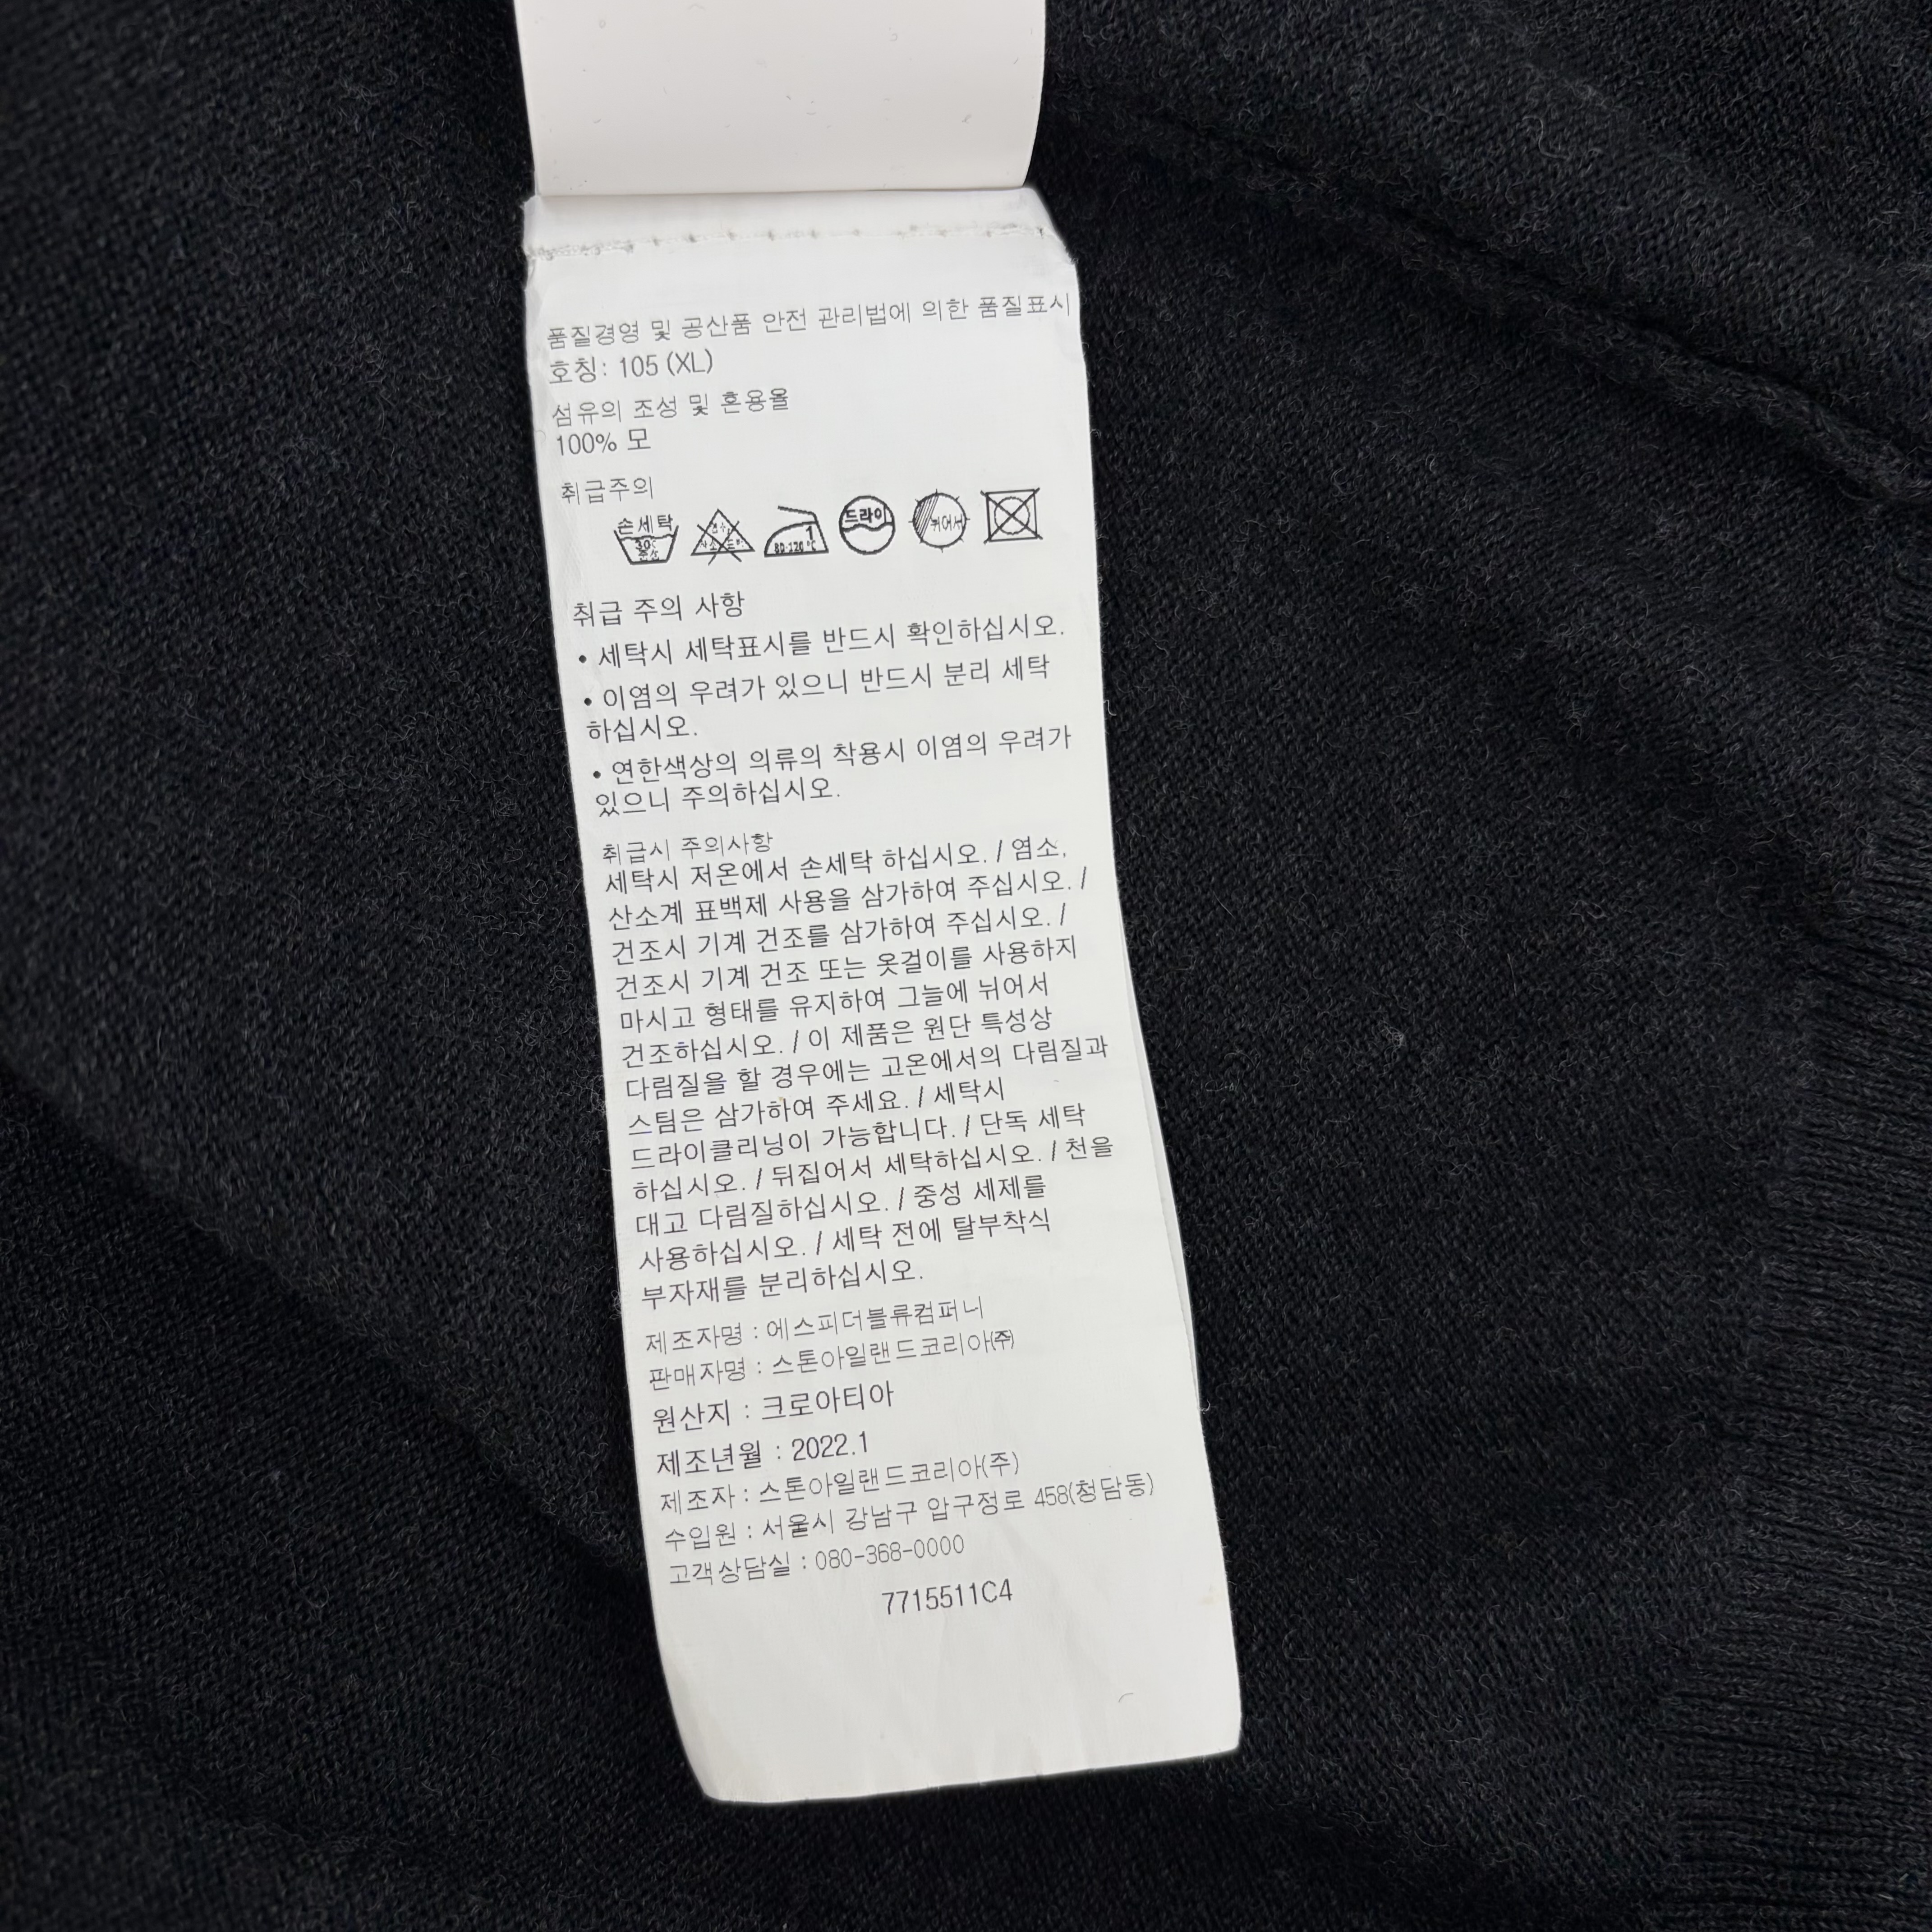 품질경영 및 공산품 안전 관리법에 의한 품질표시
호칭: 105 (XL)
섬유의 조성 및 혼용율
100% 모
취급주의
손세탁 드라이 뉘어서
30℃ 중성 1
80-120℃
취급 주의 사항
• 세탁시 세탁표시를 반드시 확인하십시오.
• 이염의 우려가 있으니 반드시 분리 세탁
하십시오.
• 연한색상의 의류의 착용시 이염의 우려가
있으니 주의하십시오.
취급시 주의사항
세탁시 저온에서 손세탁 하십시오. / 염소,
산소계 표백제 사용을 삼가하여 주십시오. /
건조시 기계 건조를 삼가하여 주십시오. /
건조시 기계 건조 또는 옷걸이를 사용하지
마시고 형태를 유지하여 그늘에 뉘어서
건조하십시오. / 이 제품은 원단 특성상
다림질을 할 경우에는 고온에서의 다림질과
스팀은 삼가하여 주세요. / 세탁시
드라이클리닝이 가능합니다. / 단독 세탁
하십시오. / 뒤집어서 세탁하십시오. / 천을
대고 다림질하십시오. / 중성 세제를
사용하십시오. / 세탁 전에 탈부착식
부자재를 분리하십시오.
제조자명 : 에스피더블류컴퍼니
판매자명 : 스톤아일랜드코리아㈜
원산지 : 크로아티아
제조년월 : 2022.1
제조자 : 스톤아일랜드코리아(주)
수입원 : 서울시 강남구 압구정로 458(청담동)
고객상담실 : 080-368-0000
7715511C4